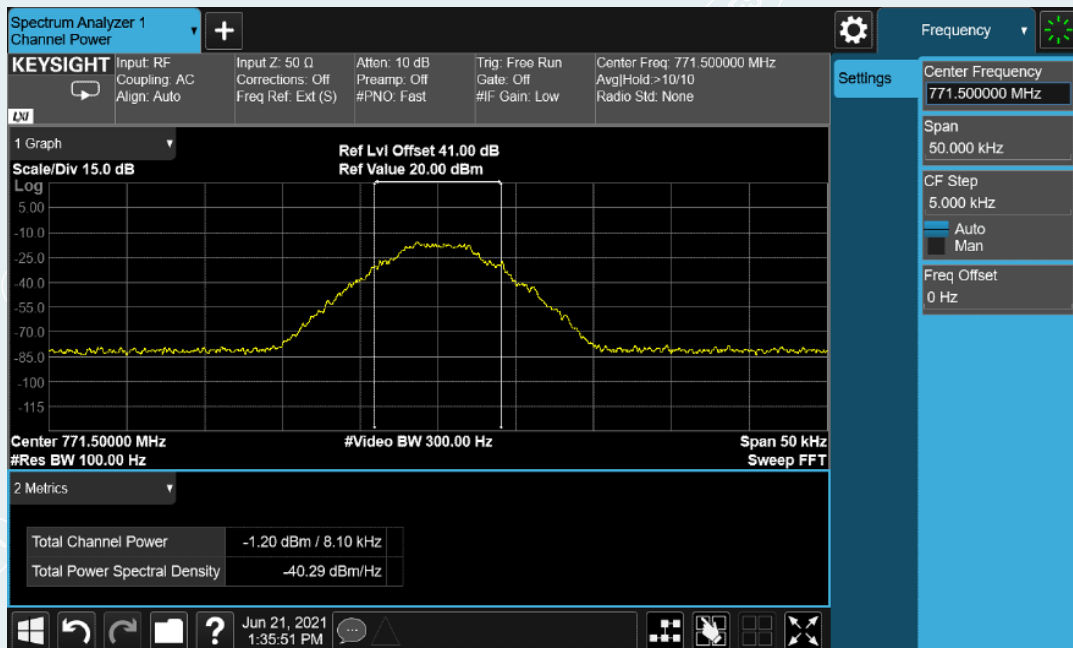 Spectrum Analyzer 1
Channel Power
+
Frequency
KEYSIGHT
LXI
Input: RF
Coupling: AC
Align: Auto
Input Z: 50 Ω
Corrections: Off
Freq Ref: Ext (S)
Atten: 10 dB
Preamp: Off
#PNO: Fast
Trig: Free Run
Gate: Off
#IF Gain: Low
Center Freq: 771.500000 MHz
Avg|Hold:>10/10
Radio Std: None
Settings
Center Frequency
771.500000 MHz
Span
50.000 kHz
CF Step
5.000 kHz
Auto
Man
Freq Offset
0 Hz
1 Graph
Scale/Div 15.0 dB
Ref Lvl Offset 41.00 dB
Ref Value 20.00 dBm
Log
5.00
-10.0
-25.0
-40.0
-55.0
-70.0
-85.0
-100
-115
Center 771.50000 MHz
#Video BW 300.00 Hz
Span 50 kHz
#Res BW 100.00 Hz
Sweep FFT
2 Metrics
Total Channel Power -1.20 dBm / 8.10 kHz
Total Power Spectral Density -40.29 dBm/Hz
?
Jun 21, 2021
1:35:51 PM